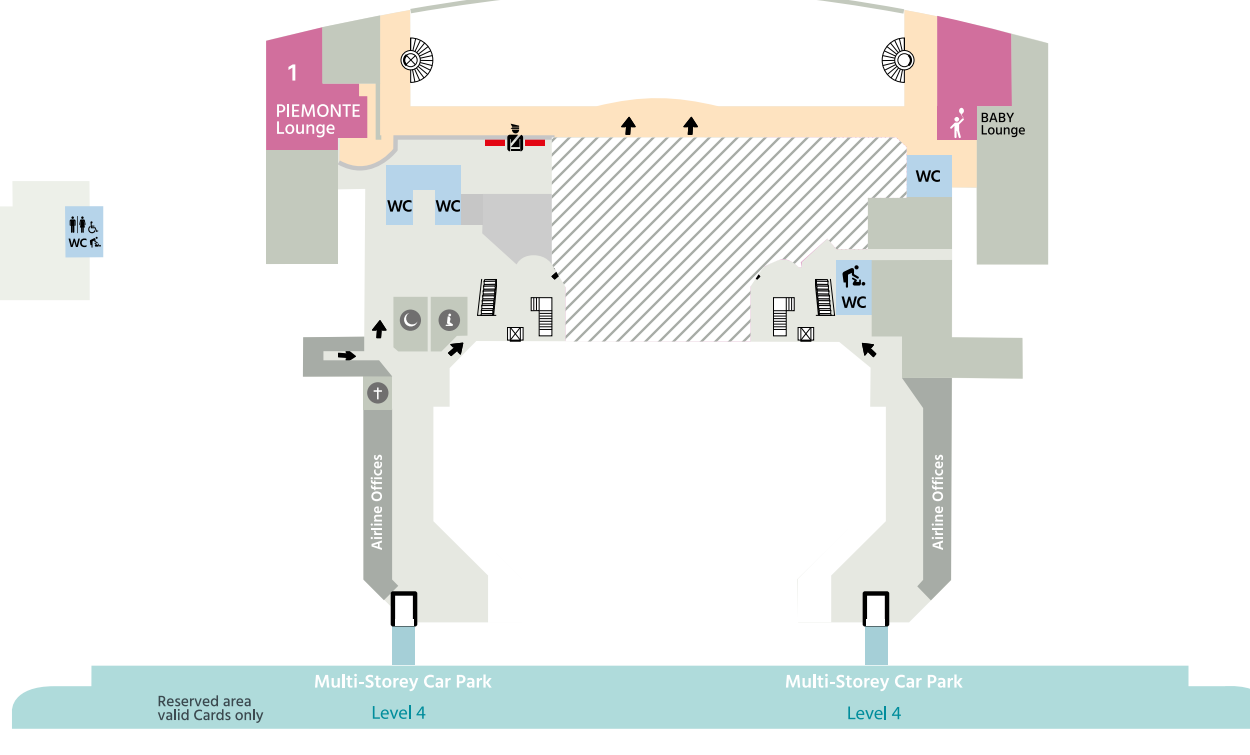 1
PIEMONTE
Lounge
BABY
Lounge
WC
WC
WC
WC
WC
i
Airline Offices
Airline Offices
Multi-Storey Car Park
Multi-Storey Car Park
Reserved area
valid Cards only
Level 4
Level 4